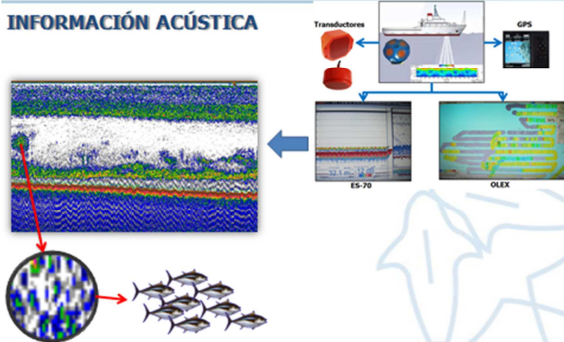 INFORMACIÓN ACÚSTICA
Transductores
GPS
ES-70
OLEX